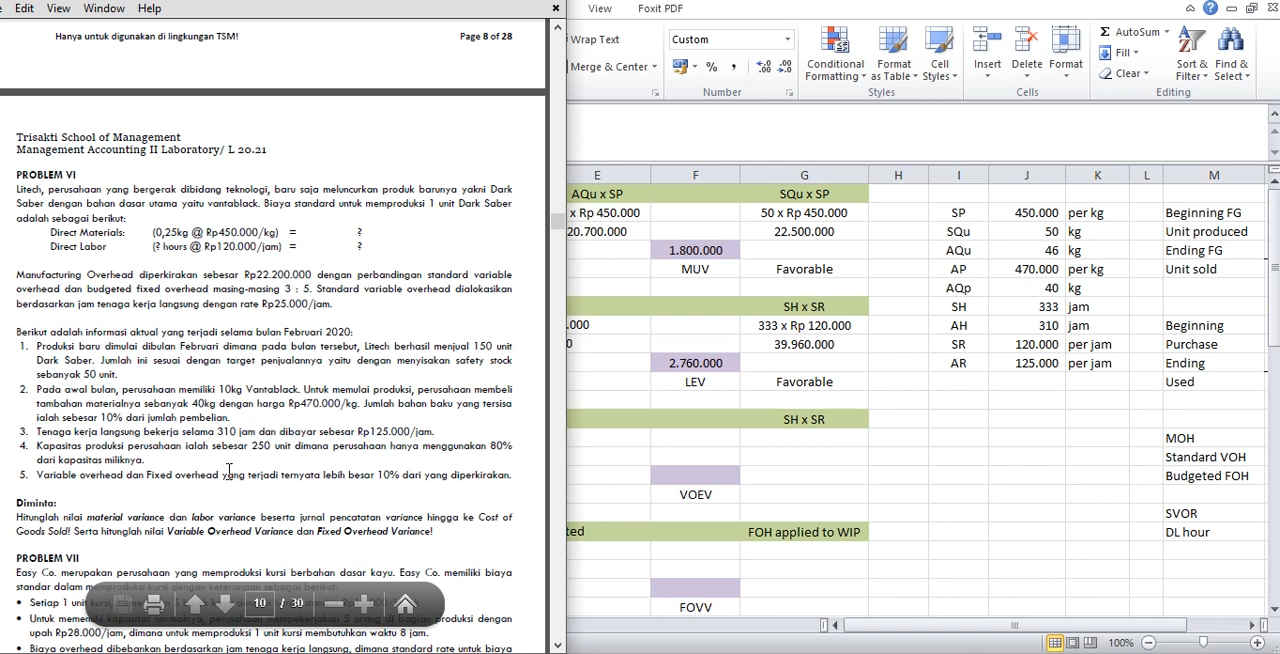 Edit View Window Help
View Foxit PDF
Hanya untuk digunakan di lingkungan TSM! Page 8 of 28
Trisakti School of Management
Management Accounting II Laboratory/ L 20.21
PROBLEM VI
Litech, perusahaan yang bergerak dibidang teknologi, baru saja meluncurkan produk barunya yakni Dark
Saber dengan bahan dasar utama yaitu vantablack. Biaya standard untuk memproduksi 1 unit Dark Saber
adalah sebagai berikut:
Direct Materials: (0,25kg @ Rp450.000/kg) = ?
Direct Labor (? hours @ Rp120.000/jam) = ?
Manufacturing Overhead diperkirakan sebesar Rp22.200.000 dengan perbandingan standard variable
overhead dan budgeted fixed overhead masing-masing 3 : 5. Standard variable overhead dialokasikan
berdasarkan jam tenaga kerja langsung dengan rate Rp25.000/jam.
Berikut adalah informasi aktual yang terjadi selama bulan Februari 2020:
1. Produksi baru dimulai dibulan Februari dimana pada bulan tersebut, Litech berhasil menjual 150 unit
Dark Saber. Jumlah ini sesuai dengan target penjualannya yaitu dengan menyisakan safety stock
sebanyak 50 unit.
2. Pada awal bulan, perusahaan memiliki 10kg Vantablack. Untuk memulai produksi, perusahaan membeli
tambahan materialnya sebanyak 40kg dengan harga Rp470.000/kg. Jumlah bahan baku yang tersisa
ialah sebesar 10% dari jumlah pembelian.
3. Tenaga kerja langsung bekerja selama 310 jam dan dibayar sebesar Rp125.000/jam.
4. Kapasitas produksi perusahaan ialah sebesar 250 unit dimana perusahaan hanya menggunakan 80%
dari kapasitas miliknya.
5. Variable overhead dan Fixed overhead yang terjadi ternyata lebih besar 10% dari yang diperkirakan.
Diminta:
Hitunglah nilai material variance dan labor variance beserta jurnal pencatatan variance hingga ke Cost of
Goods Sold! Serta hitunglah nilai Variable Overhead Variance dan Fixed Overhead Variance!
PROBLEM VII
Easy Co. merupakan perusahaan yang memproduksi kursi berbahan dasar kayu. Easy Co. memiliki biaya
standar dalam memproduksi kursi dengan keterangan sebagai berikut:
• Setiap 1 unit kursi,
10 / 30
• Untuk memenuhi kapasitas normalnya, perusahaan mempekerjakan 5 orang di bagian produksi dengan
upah Rp28.000/jam, dimana untuk memproduksi 1 unit kursi membutuhkan waktu 8 jam.
• Biaya overhead dibebankan berdasarkan jam tenaga kerja langsung, dimana standard rate untuk biaya
Wrap Text Custom AutoSum
Merge & Center % , Conditional Formatting Format as Table Cell Styles Insert Delete Format Fill Clear Sort & Filter Find & Select
Number Styles Cells Editing
E F G H I J K L M
AQu x SP SQu x SP
x Rp 450.000 50 x Rp 450.000 SP 450.000 per kg Beginning FG
20.700.000 22.500.000 SQu 50 kg Unit produced
1.800.000 AQu 46 kg Ending FG
MUV Favorable AP 470.000 per kg Unit sold
AQp 40 kg
SH x SR SH 333 jam
.000 333 x Rp 120.000 AH 310 jam Beginning
0 39.960.000 SR 120.000 per jam Purchase
2.760.000 AR 125.000 per jam Ending
LEV Favorable Used
SH x SR
MOH
Standard VOH
Budgeted FOH
VOEV
SVOR
ted FOH applied to WIP DL hour
FOVV
100%